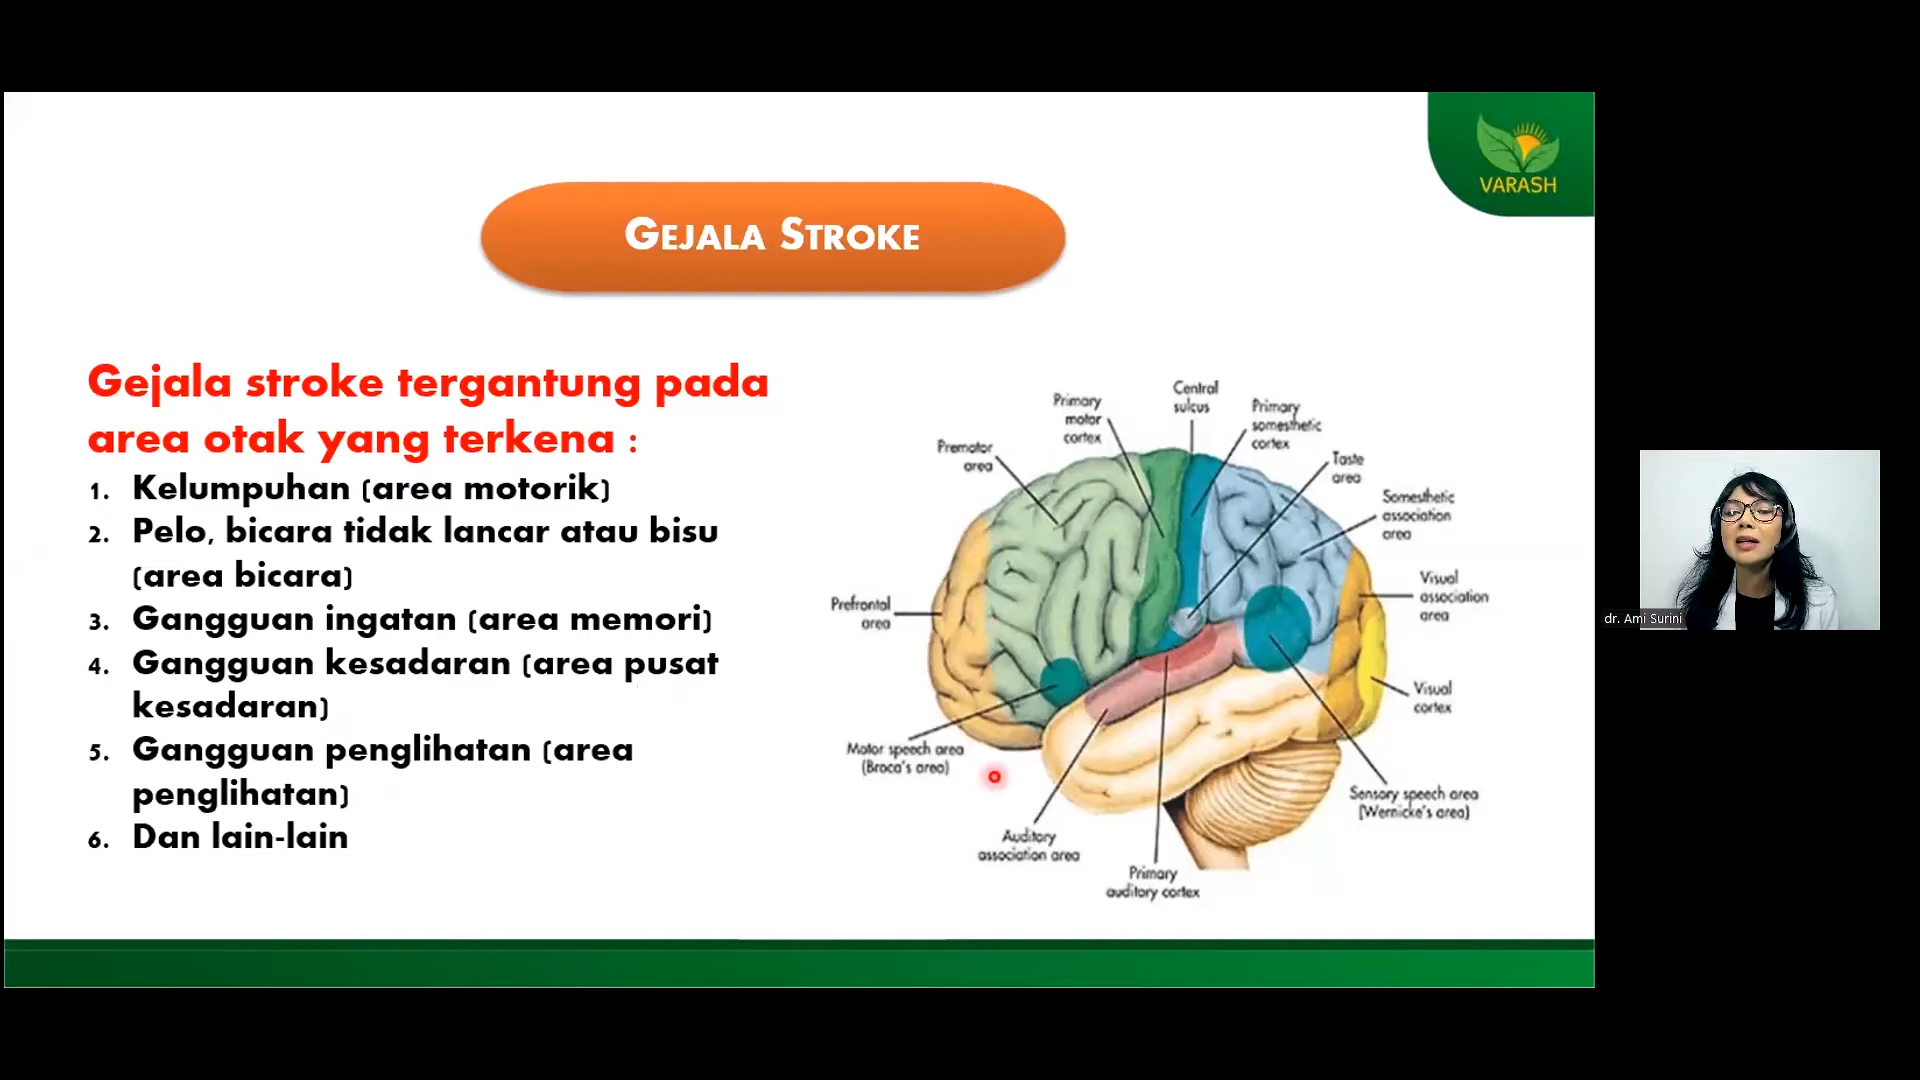 VARASH
GEJALA STROKE
Gejala stroke tergantung pada
area otak yang terkena :
1. Kelumpuhan (area motorik)
2. Pelo, bicara tidak lancar atau bisu
(area bicara)
3. Gangguan ingatan (area memori)
4. Gangguan kesadaran (area pusat
kesadaran)
5. Gangguan penglihatan (area
penglihatan)
6. Dan lain-lain
Central
sulcus
Primary
motor
cortex
Primary
somesthetic
cortex
Premotor
area
Taste
area
Somesthetic
association
area
Visual
association
area
Prefrontal
area
Visual
cortex
Motor speech area
(Broca's area)
Sensory speech area
(Wernicke's area)
Auditory
association area
Primary
auditory cortex
dr. Ami Surini